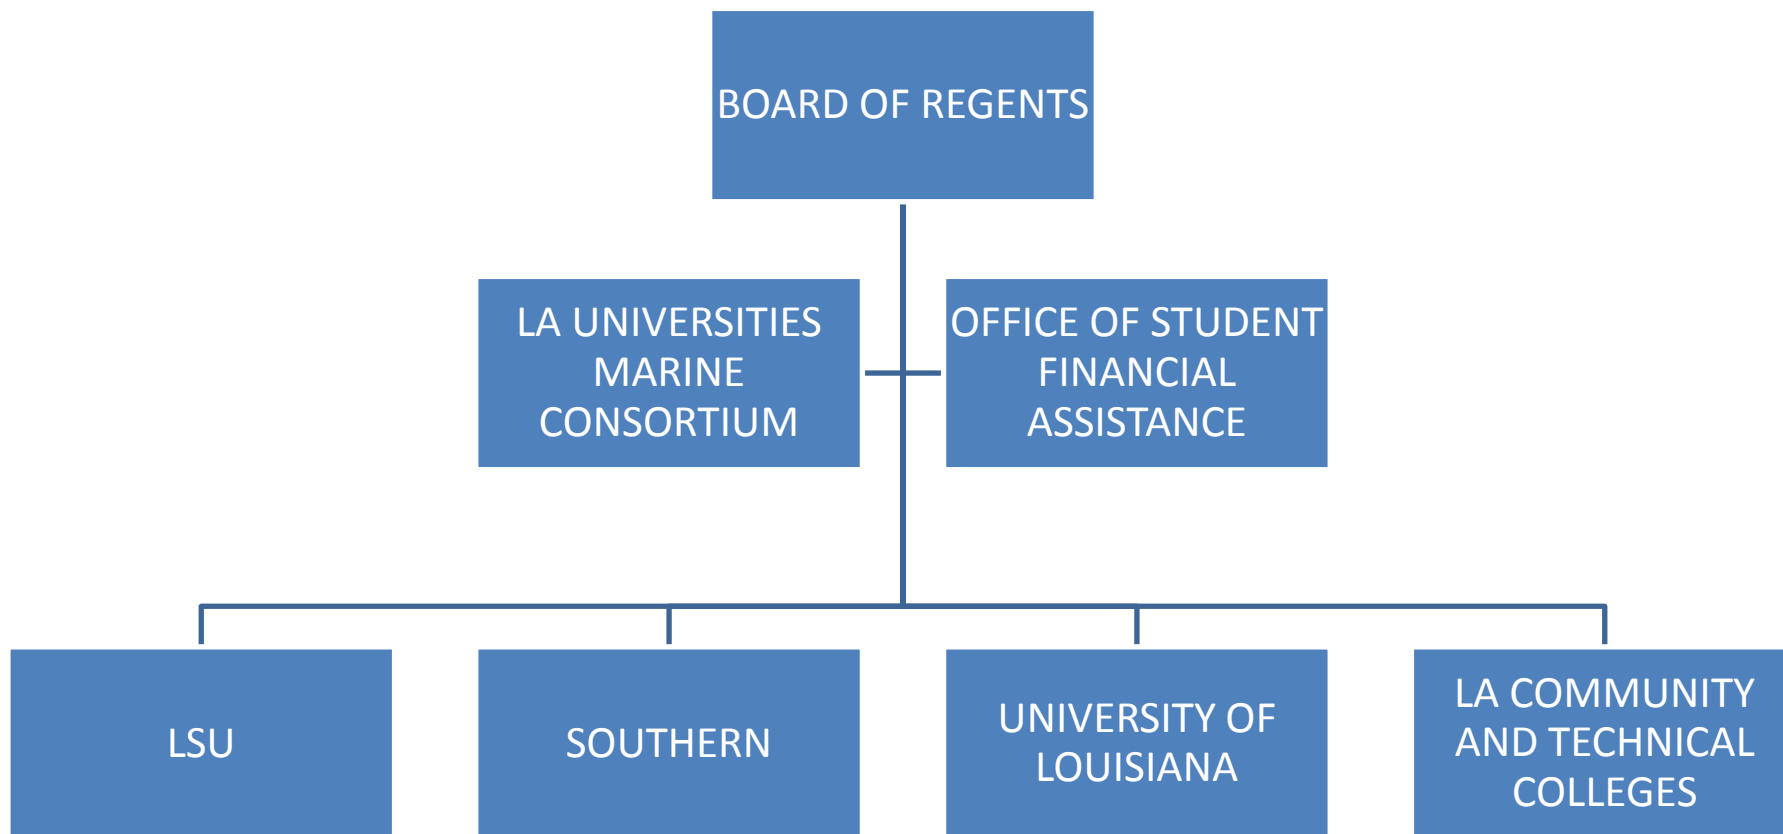 BOARD OF REGENTS
LA UNIVERSITIES
MARINE
CONSORTIUM
OFFICE OF STUDENT
FINANCIAL
ASSISTANCE
LSU
SOUTHERN
UNIVERSITY OF
LOUISIANA
LA COMMUNITY
AND TECHNICAL
COLLEGES